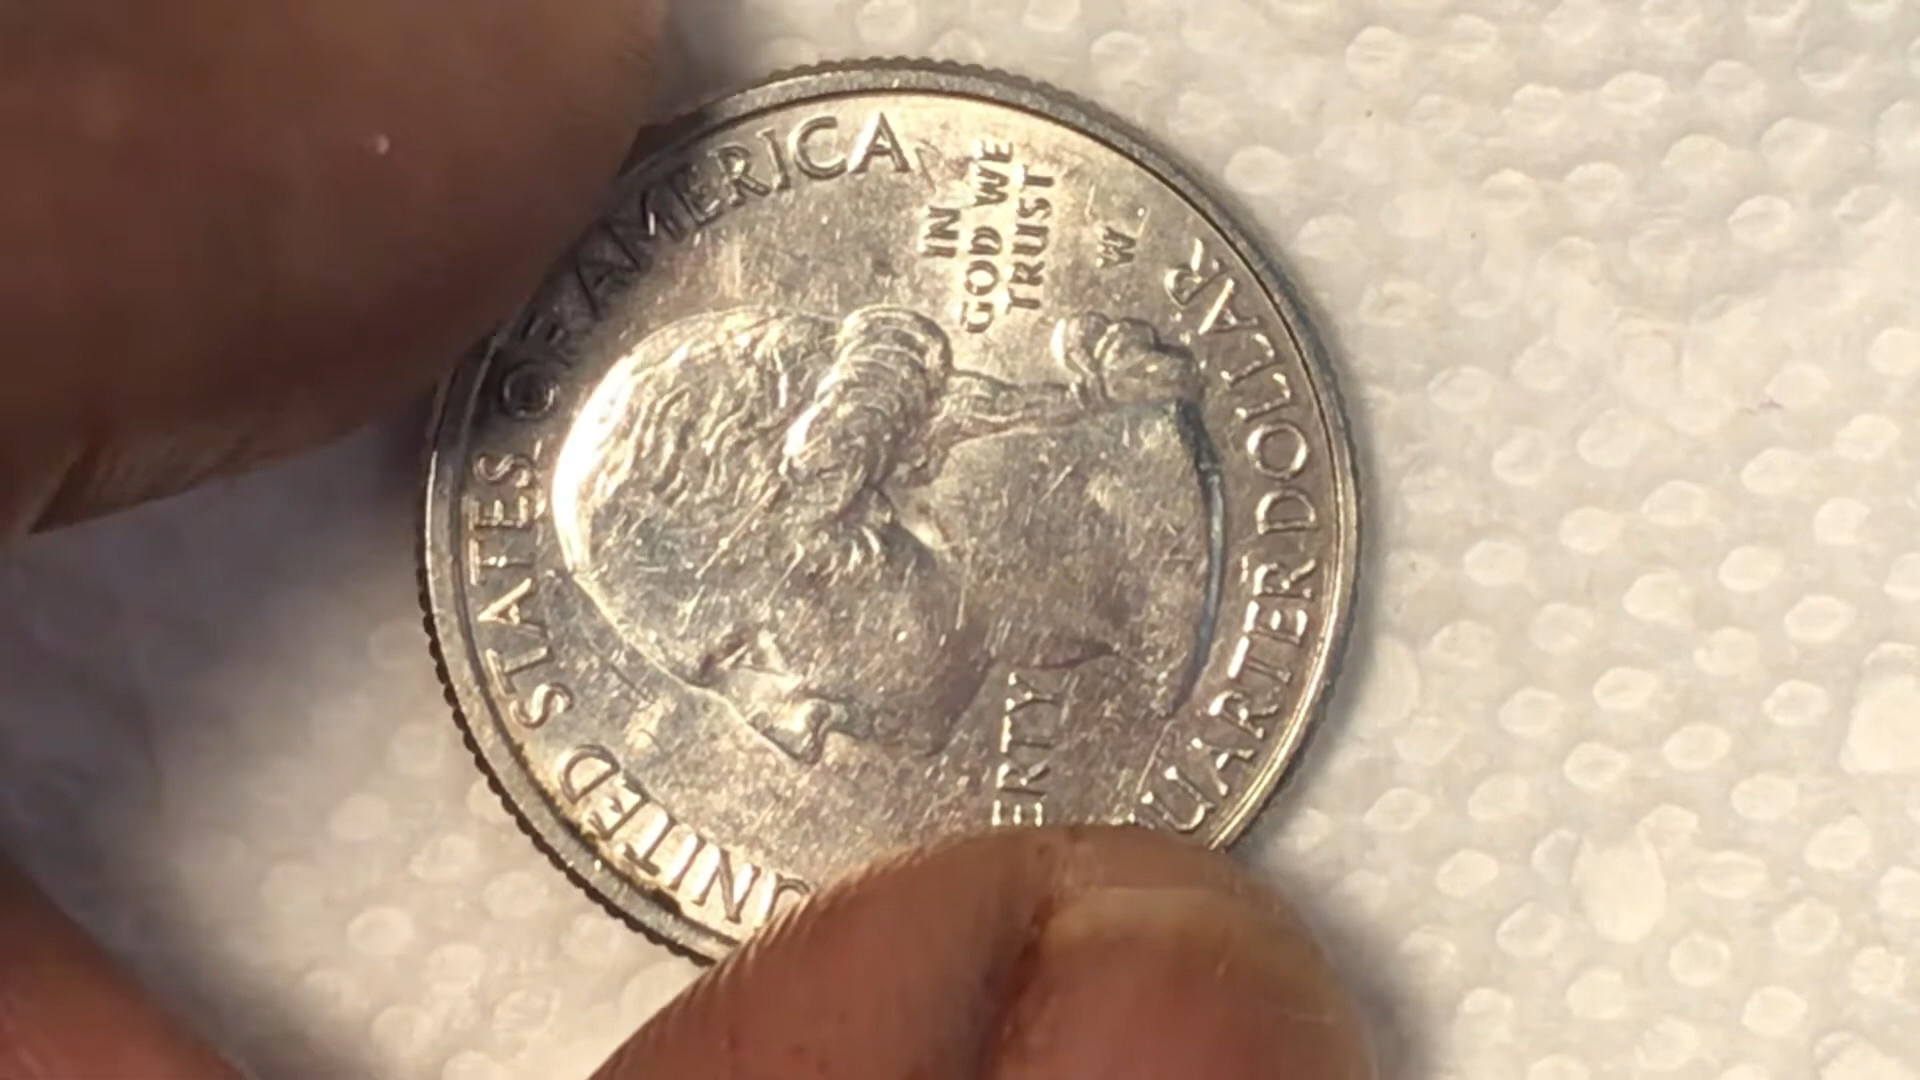 UNITED STATES OF AMERICA
ERTY
IN
GOD WE
TRUST
W
UARTER DOLLAR